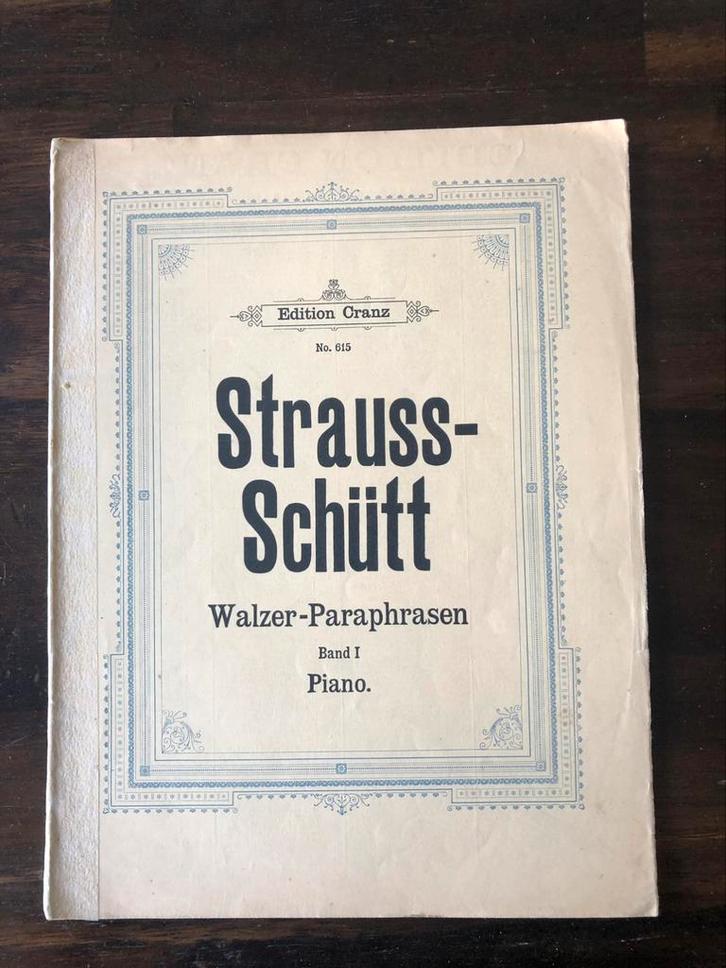 Edition Cranz
No. 615
Strauss-
Schütt
Walzer-Paraphrasen
Band I
Piano.